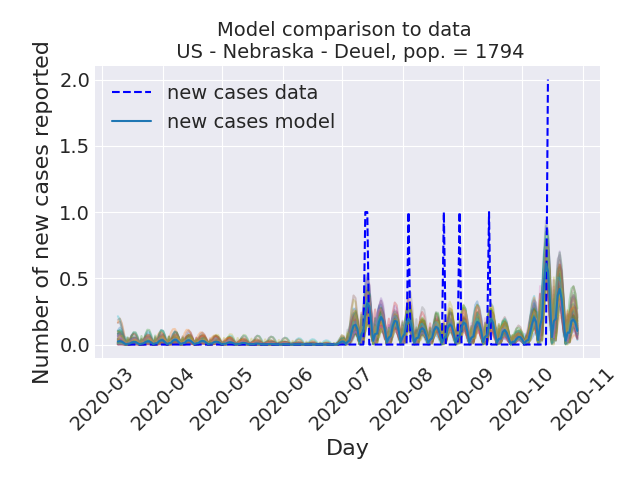 Model comparison to data
US - Nebraska - Deuel, pop. = 1794
Number of new cases reported
2.0
1.5
1.0
0.5
0.0
new cases data
new cases model
2020-03
2020-04
2020-05
2020-06
2020-07
2020-08
2020-09
2020-10
2020-11
Day